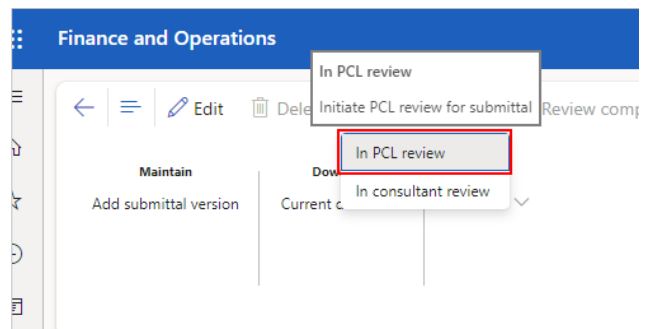 Finance and Operations
In PCL review
Initiate PCL review for submittal
Edit
Dele
Review comp
In PCL review
In consultant review
Maintain
Dow
Add submittal version
Current d